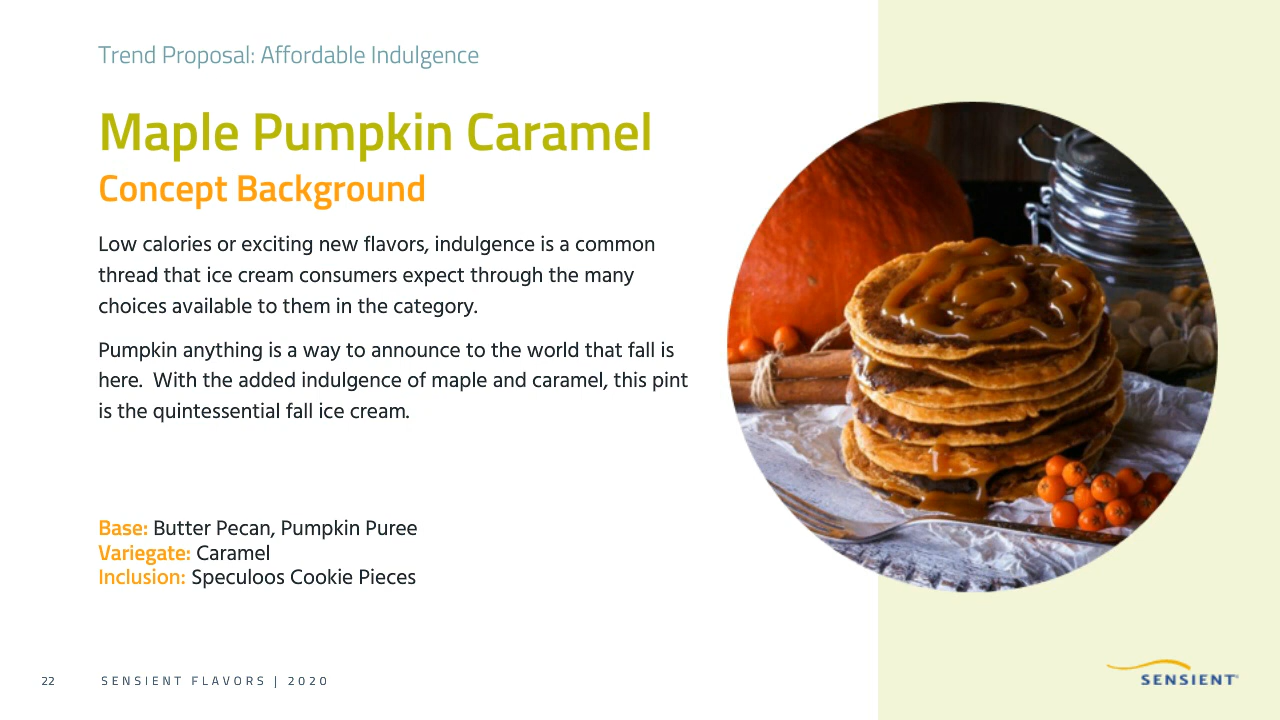 Trend Proposal: Affordable Indulgence
Maple Pumpkin Caramel
Concept Background
Low calories or exciting new flavors, indulgence is a common
thread that ice cream consumers expect through the many
choices available to them in the category.
Pumpkin anything is a way to announce to the world that fall is
here.  With the added indulgence of maple and caramel, this pint
is the quintessential fall ice cream.
Base: Butter Pecan, Pumpkin Puree
Variegate: Caramel
Inclusion: Speculoos Cookie Pieces
22 SENSIENT FLAVORS | 2020
SENSIENT